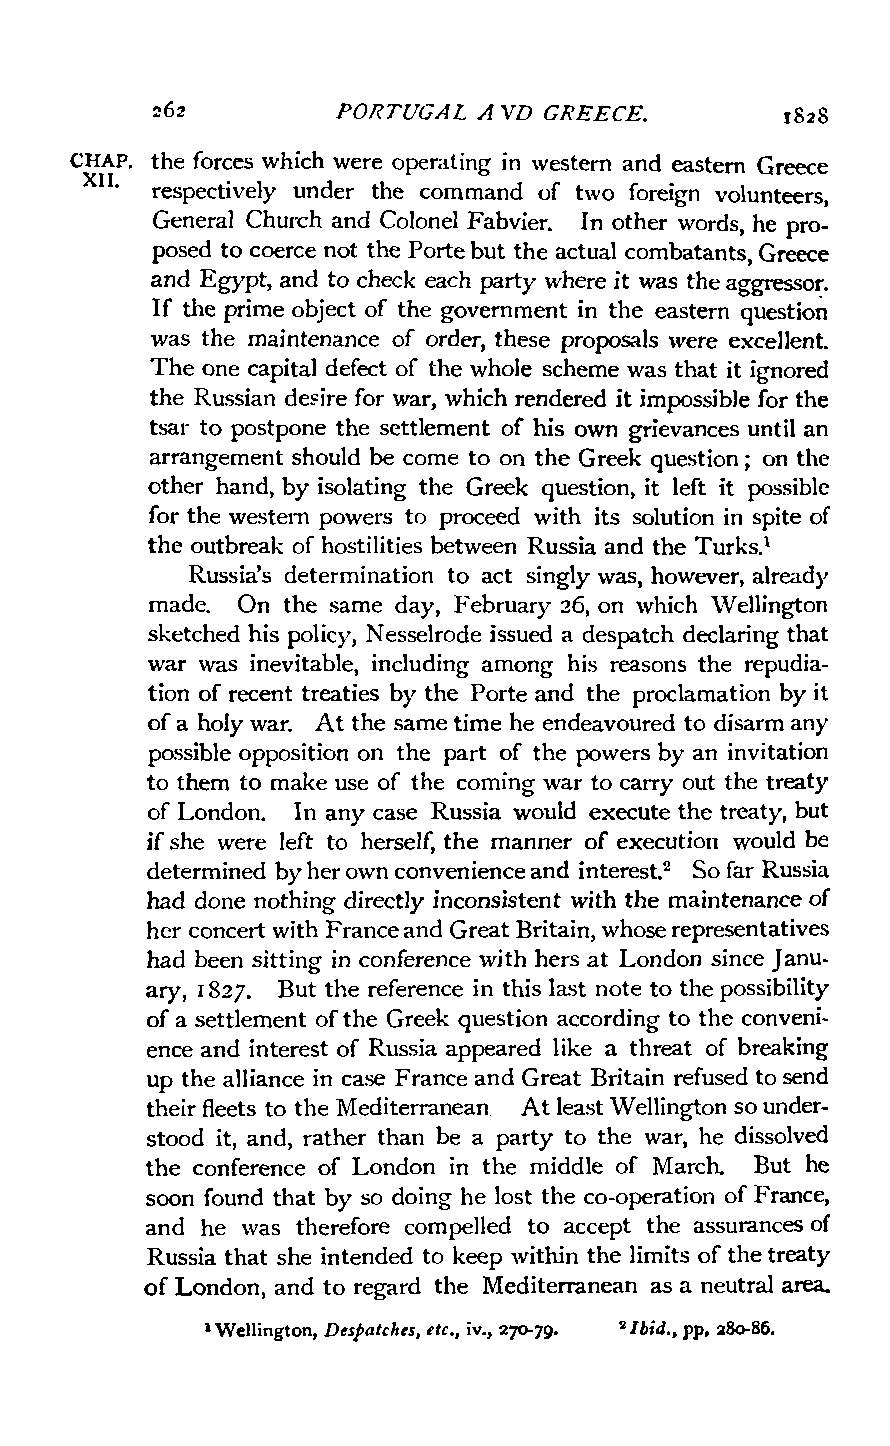 262 PORTUGAL AND GREECE. 1828
CHAP. XII.
the forces which were operating in western and eastern Greece
respectively under the command of two foreign volunteers,
General Church and Colonel Fabvier. In other words, he pro-
posed to coerce not the Porte but the actual combatants, Greece
and Egypt, and to check each party where it was the aggressor.
If the prime object of the government in the eastern question
was the maintenance of order, these proposals were excellent.
The one capital defect of the whole scheme was that it ignored
the Russian desire for war, which rendered it impossible for the
tsar to postpone the settlement of his own grievances until an
arrangement should be come to on the Greek question; on the
other hand, by isolating the Greek question, it left it possible
for the western powers to proceed with its solution in spite of
the outbreak of hostilities between Russia and the Turks.¹
Russia's determination to act singly was, however, already
made. On the same day, February 26, on which Wellington
sketched his policy, Nesselrode issued a despatch declaring that
war was inevitable, including among his reasons the repudia-
tion of recent treaties by the Porte and the proclamation by it
of a holy war. At the same time he endeavoured to disarm any
possible opposition on the part of the powers by an invitation
to them to make use of the coming war to carry out the treaty
of London. In any case Russia would execute the treaty, but
if she were left to herself, the manner of execution would be
determined by her own convenience and interest.² So far Russia
had done nothing directly inconsistent with the maintenance of
her concert with France and Great Britain, whose representatives
had been sitting in conference with hers at London since Janu-
ary, 1827. But the reference in this last note to the possibility
of a settlement of the Greek question according to the conveni-
ence and interest of Russia appeared like a threat of breaking
up the alliance in case France and Great Britain refused to send
their fleets to the Mediterranean. At least Wellington so under-
stood it, and, rather than be a party to the war, he dissolved
the conference of London in the middle of March. But he
soon found that by so doing he lost the co-operation of France,
and he was therefore compelled to accept the assurances of
Russia that she intended to keep within the limits of the treaty
of London, and to regard the Mediterranean as a neutral area.
¹ Wellington, Despatches, etc., iv., 270-79. ² Ibid., pp. 280-86.